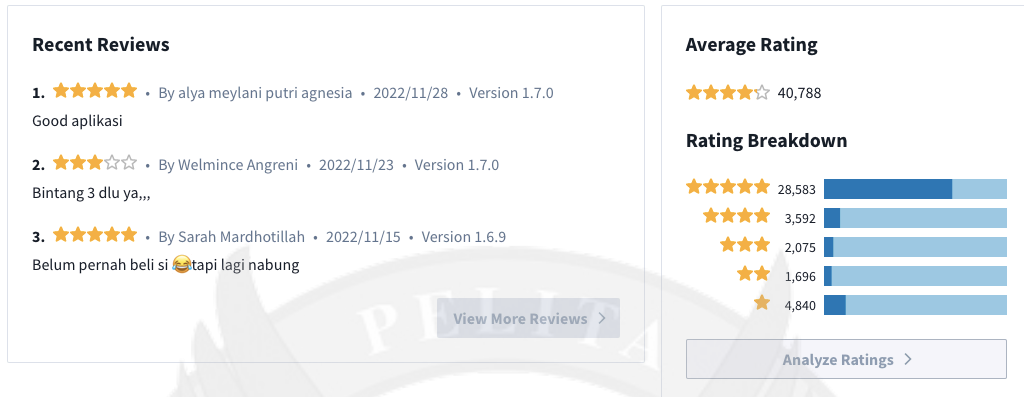 Recent Reviews
1. • By alya meylani putri agnesia • 2022/11/28 • Version 1.7.0
Good aplikasi
2. • By Welmince Angreni • 2022/11/23 • Version 1.7.0
Bintang 3 dlu ya,,,
3. • By Sarah Mardhotillah • 2022/11/15 • Version 1.6.9
Belum pernah beli si 😂tapi lagi nabung
View More Reviews
PELITA
Average Rating
40,788
Rating Breakdown
28,583
3,592
2,075
1,696
4,840
Analyze Ratings